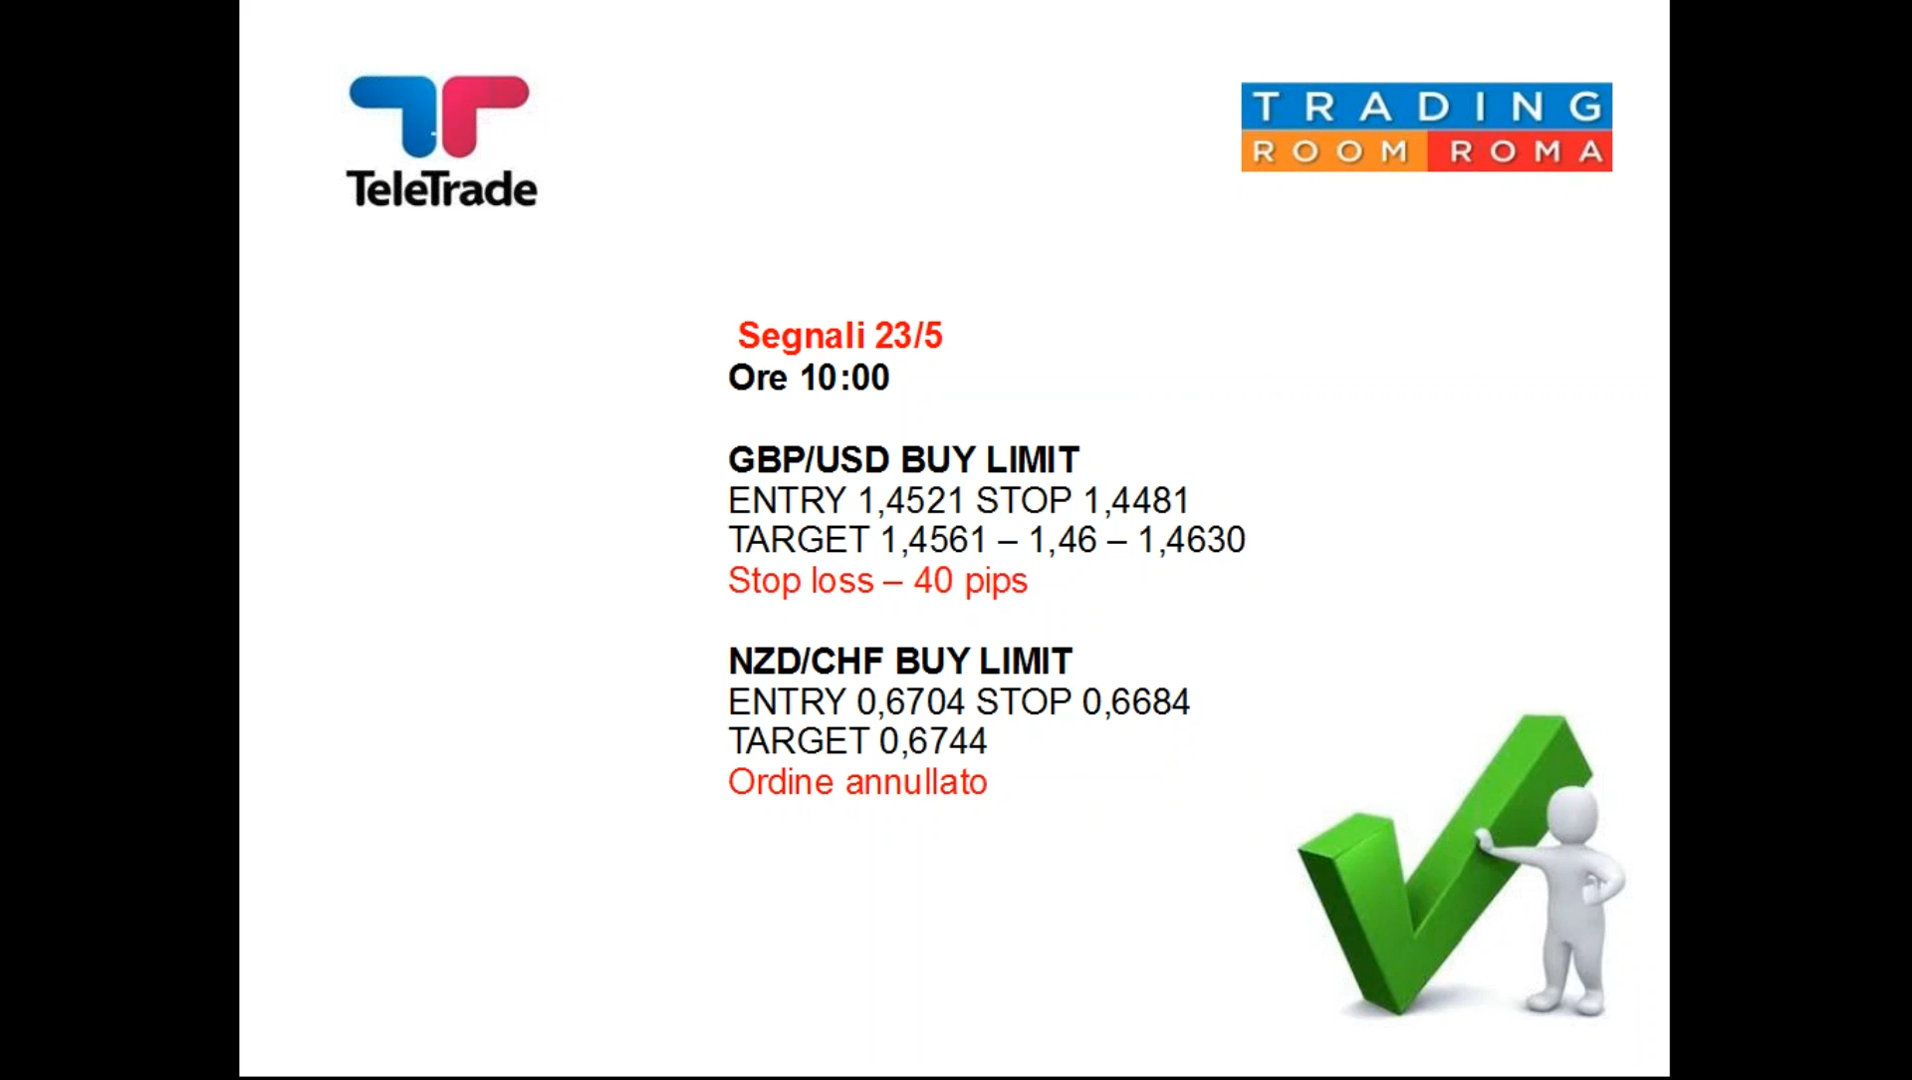 TeleTrade
TRADING
ROOM ROMA
Segnali 23/5
Ore 10:00
GBP/USD BUY LIMIT
ENTRY 1,4521 STOP 1,4481
TARGET 1,4561 – 1,46 – 1,4630
Stop loss – 40 pips
NZD/CHF BUY LIMIT
ENTRY 0,6704 STOP 0,6684
TARGET 0,6744
Ordine annullato